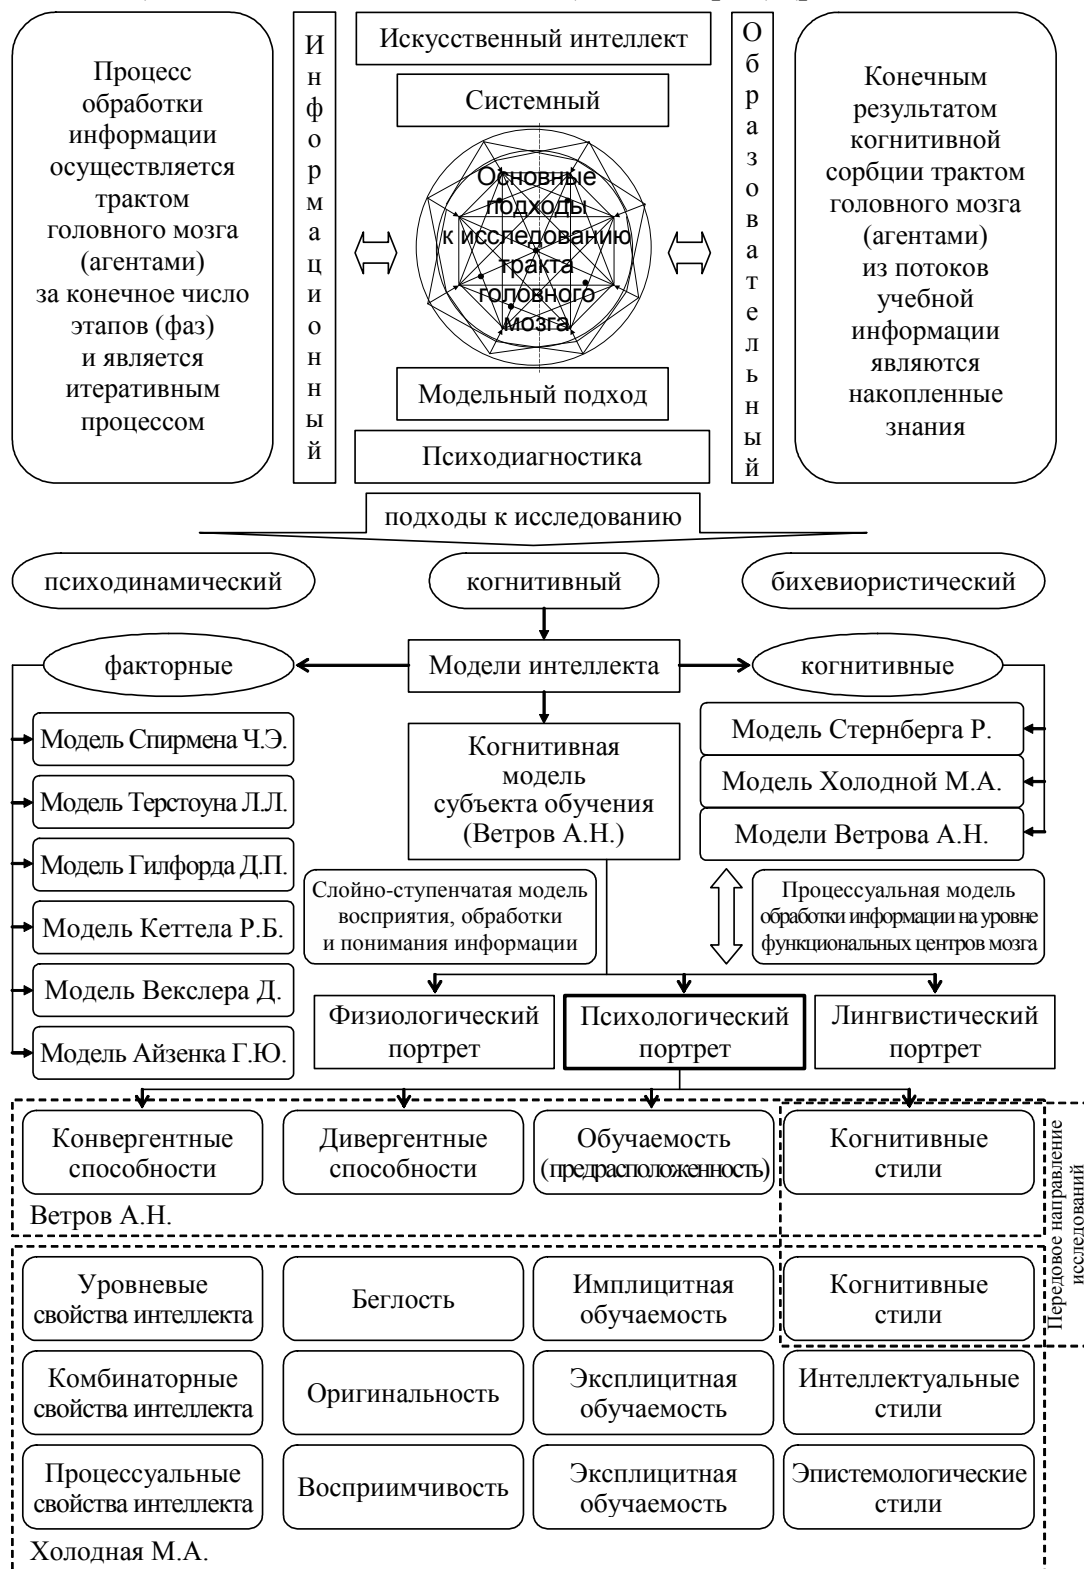 Процесс
обработки
информации
осуществляется
трактом
головного мозга
(агентами)
за конечное число
этапов (фаз)
и является
итеративным
процессом
Информационный
Искусственный интеллект
Системный
Основные
подходы
к исследованию
тракта
головного
мозга
Модельный подход
Психодиагностика
Образовательный
Конечным
результатом
когнитивной
сорбции трактом
головного мозга
(агентами)
из потоков
учебной
информации
являются
накопленные
знания
подходы к исследованию
психодинамический
когнитивный
бихевиористический
факторные
Модели интеллекта
когнитивные
Модель Спирмена Ч.Э.
Модель Терстоуна Л.Л.
Модель Гилфорда Д.П.
Модель Кеттела Р.Б.
Модель Векслера Д.
Модель Айзенка Г.Ю.
Когнитивная
модель
субъекта обучения
(Ветров А.Н.)
Модель Стернберга Р.
Модель Холодной М.А.
Модели Ветрова А.Н.
Слойно-ступенчатая модель
восприятия, обработки
и понимания информации
Процессуальная модель
обработки информации на уровне
функциональных центров мозга
Физиологический
портрет
Психологический
портрет
Лингвистический
портрет
Конвергентные
способности
Дивергентные
способности
Обучаемость
(предрасположенность)
Когнитивные
стили
Ветров А.Н.
Передовое направление
исследований
Уровневые
свойства интеллекта
Беглость
Имплицитная
обучаемость
Когнитивные
стили
Комбинаторные
свойства интеллекта
Оригинальность
Эксплицитная
обучаемость
Интеллектуальные
стили
Процессуальные
свойства интеллекта
Восприимчивость
Эксплицитная
обучаемость
Эпистемологические
стили
Холодная М.А.